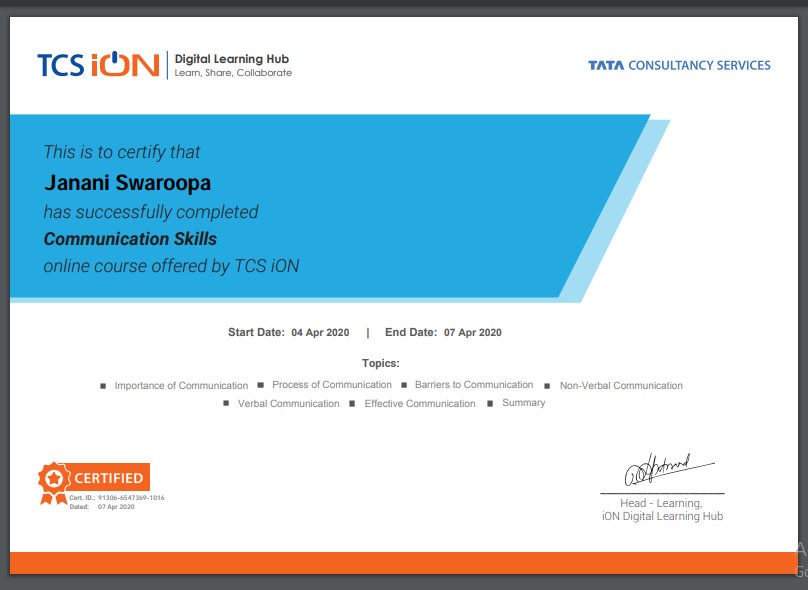 TCS iON Digital Learning Hub
Learn, Share, Collaborate
TATA CONSULTANCY SERVICES
This is to certify that
Janani Swaroopa
has successfully completed
Communication Skills
online course offered by TCS iON
Start Date: 04 Apr 2020 | End Date: 07 Apr 2020
Topics:
■ Importance of Communication ■ Process of Communication ■ Barriers to Communication ■ Non-Verbal Communication
■ Verbal Communication ■ Effective Communication ■ Summary
CERTIFIED
Cert. ID.: 91306-6547369-1016
Dated: 07 Apr 2020
Head - Learning,
iON Digital Learning Hub